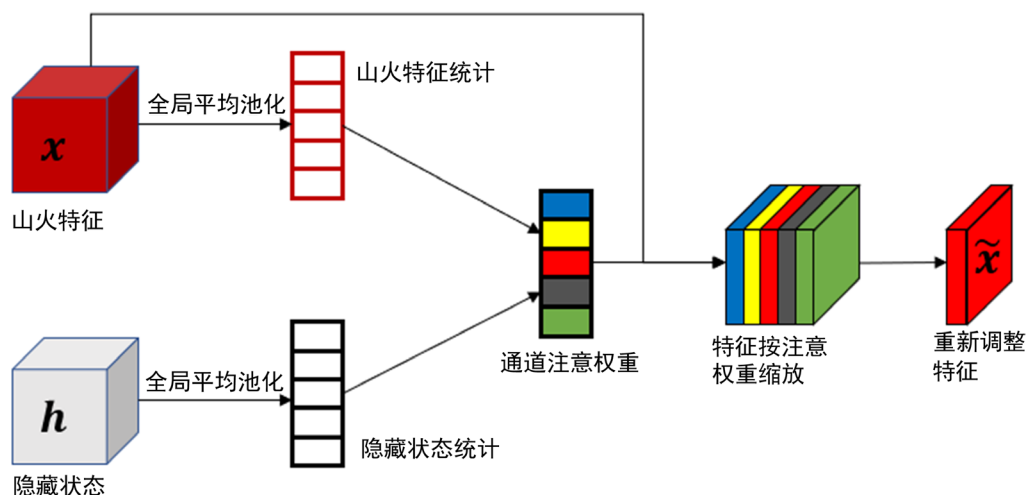 x
山火特征
全局平均池化
山火特征统计
h
隐藏状态
全局平均池化
隐藏状态统计
通道注意权重
特征按注意
权重缩放
x̃
重新调整
特征